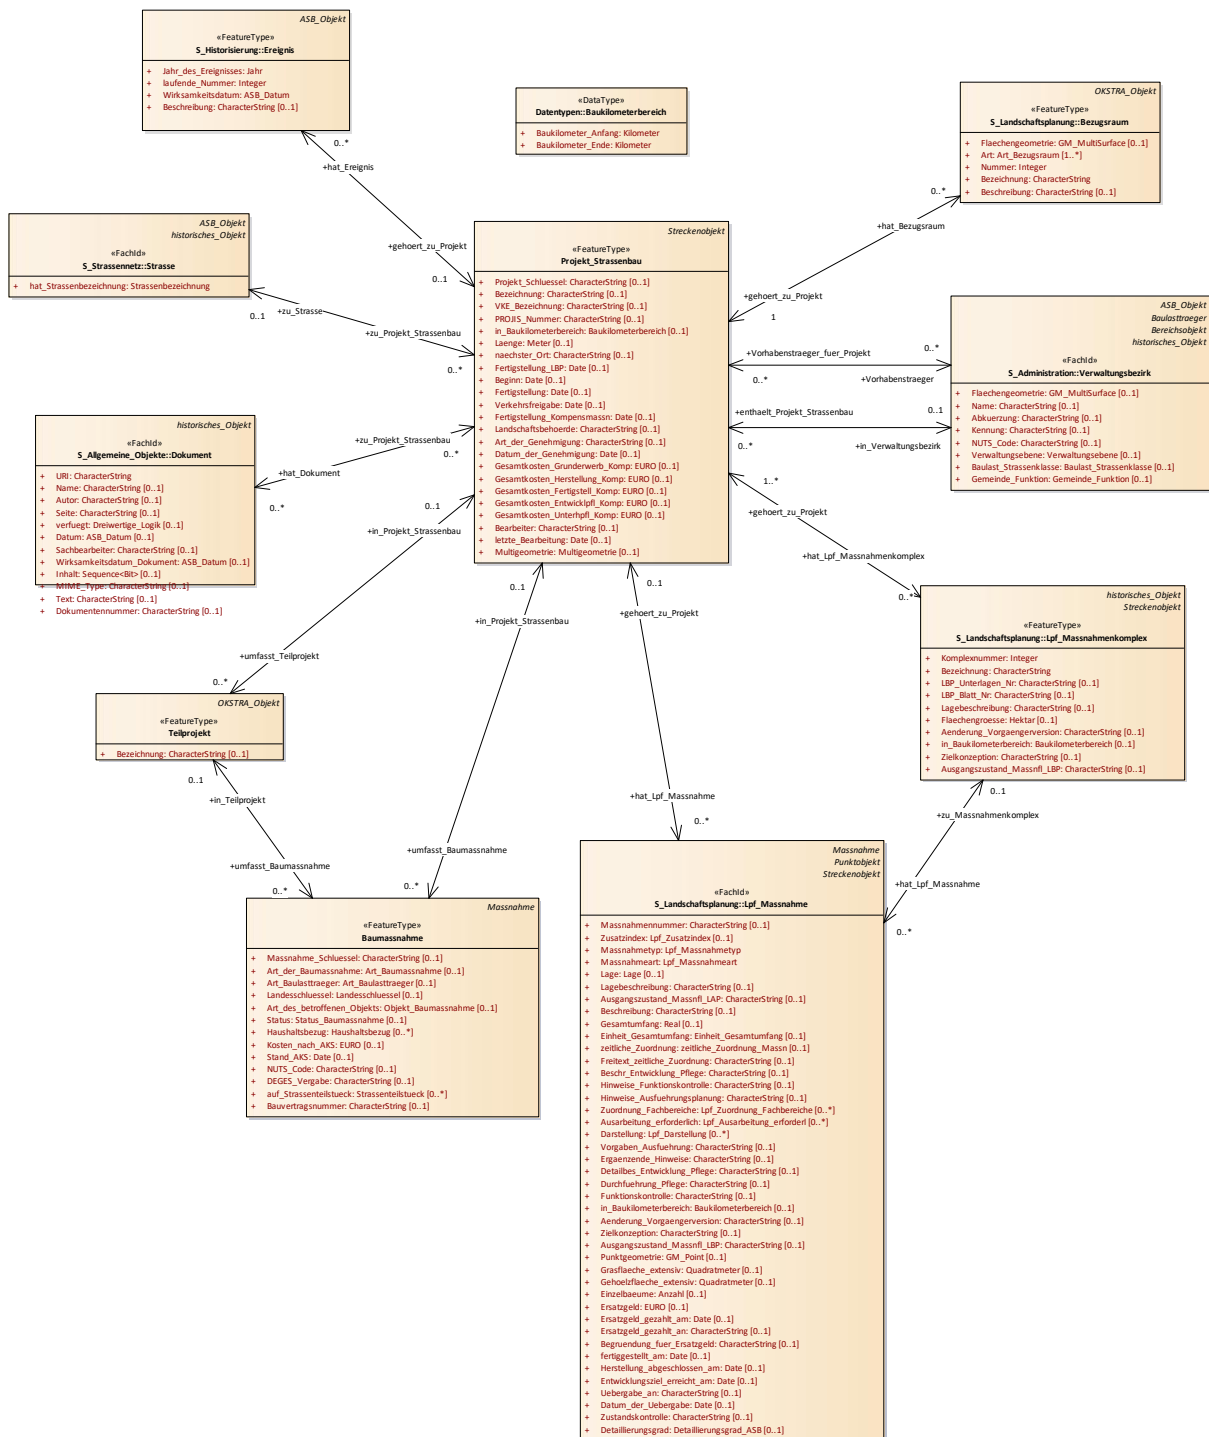 ASB_Objekt
«FeatureType»
S_Historisierung::Ereignis
+ Jahr_des_Ereignisses: Jahr
+ laufende_Nummer: Integer
+ Wirksamkeitsdatum: ASB_Datum
+ Beschreibung: CharacterString [0..1]
«DataType»
Datentypen::Baukilometerbereich
+ Baukilometer_Anfang: Kilometer
+ Baukilometer_Ende: Kilometer
OKSTRA_Objekt
«FeatureType»
S_Landschaftsplanung::Bezugsraum
+ Flaechengeometrie: GM_MultiSurface [0..1]
+ Art: Art_Bezugsraum [1..*]
+ Nummer: Integer
+ Bezeichnung: CharacterString
+ Beschreibung: CharacterString [0..1]
0..*
+hat_Ereignis
+gehoert_zu_Projekt
0..1
0..*
+hat_Bezugsraum
+gehoert_zu_Projekt
1
ASB_Objekt
historisches_Objekt
«FachId»
S_Strassennetz::Strasse
+ hat_Strassenbezeichnung: Strassenbezeichnung
+zu_Strasse
0..1
+zu_Projekt_Strassenbau
0..*
Streckenobjekt
«FeatureType»
Projekt_Strassenbau
+ Projekt_Schluessel: CharacterString [0..1]
+ Bezeichnung: CharacterString [0..1]
+ VKE_Bezeichnung: CharacterString [0..1]
+ PROJIS_Nummer: CharacterString [0..1]
+ in_Baukilometerbereich: Baukilometerbereich [0..1]
+ Laenge: Meter [0..1]
+ naechster_Ort: CharacterString [0..1]
+ Fertigstellung_LBP: Date [0..1]
+ Beginn: Date [0..1]
+ Fertigstellung: Date [0..1]
+ Verkehrsfreigabe: Date [0..1]
+ Fertigstellung_Kompensmassn: Date [0..1]
+ Landschaftsbehoerde: CharacterString [0..1]
+ Art_der_Genehmigung: CharacterString [0..1]
+ Datum_der_Genehmigung: Date [0..1]
+ Gesamtkosten_Grunderwerb_Komp: EURO [0..1]
+ Gesamtkosten_Herstellung_Komp: EURO [0..1]
+ Gesamtkosten_Fertigstell_Komp: EURO [0..1]
+ Gesamtkosten_Entwicklpfl_Komp: EURO [0..1]
+ Gesamtkosten_Unterhpfl_Komp: EURO [0..1]
+ Bearbeiter: CharacterString [0..1]
+ letzte_Bearbeitung: Date [0..1]
+ Multigeometrie: Multigeometrie [0..1]
ASB_Objekt
Baulasttraeger
Bereichsobjekt
historisches_Objekt
«FachId»
S_Administration::Verwaltungsbezirk
+ Flaechengeometrie: GM_MultiSurface [0..1]
+ Name: CharacterString [0..1]
+ Abkuerzung: CharacterString [0..1]
+ Kennung: CharacterString [0..1]
+ NUTS_Code: CharacterString [0..1]
+ Verwaltungsebene: Verwaltungsebene [0..1]
+ Baulast_Strassenklasse: Baulast_Strassenklasse [0..1]
+ Gemeinde_Funktion: Gemeinde_Funktion [0..1]
+Vorhabenstraeger_fuer_Projekt
0..*
0..*
+Vorhabenstraeger
+enthaelt_Projekt_Strassenbau
0..1
0..*
+in_Verwaltungsbezirk
historisches_Objekt
«FachId»
S_Allgemeine_Objekte::Dokument
+ URI: CharacterString
+ Name: CharacterString [0..1]
+ Autor: CharacterString [0..1]
+ Seite: CharacterString [0..1]
+ verfuegt: Dreiwertige_Logik [0..1]
+ Datum: ASB_Datum [0..1]
+ Sachbearbeiter: CharacterString [0..1]
+ Wirksamkeitsdatum_Dokument: ASB_Datum [0..1]
+ Inhalt: Sequence<Bit> [0..1]
+ MIME_Type: CharacterString [0..1]
+ Text: CharacterString [0..1]
+ Dokumentennummer: CharacterString [0..1]
+zu_Projekt_Strassenbau
0..*
+hat_Dokument
0..*
0..1
+in_Projekt_Strassenbau
+umfasst_Teilprojekt
0..*
1..*
+gehoert_zu_Projekt
+hat_Lpf_Massnahmenkomplex
0..*
0..1
+in_Projekt_Strassenbau
+umfasst_Baumassnahme
0..*
0..1
+gehoert_zu_Projekt
+hat_Lpf_Massnahme
0..*
historisches_Objekt
Streckenobjekt
«FeatureType»
S_Landschaftsplanung::Lpf_Massnahmenkomplex
+ Komplexnummer: Integer
+ Bezeichnung: CharacterString
+ LBP_Unterlagen_Nr: CharacterString [0..1]
+ LBP_Blatt_Nr: CharacterString [0..1]
+ Lagebeschreibung: CharacterString [0..1]
+ Flaechengroesse: Hektar [0..1]
+ Aenderung_Vorgaengerversion: CharacterString [0..1]
+ in_Baukilometerbereich: Baukilometerbereich [0..1]
+ Zielkonzeption: CharacterString [0..1]
+ Ausgangszustand_Massnfl_LBP: CharacterString [0..1]
OKSTRA_Objekt
«FeatureType»
Teilprojekt
+ Bezeichnung: CharacterString [0..1]
0..1
+in_Teilprojekt
+umfasst_Baumassnahme
0..*
0..1
+zu_Massnahmenkomplex
+hat_Lpf_Massnahme
0..*
Massnahme
«FeatureType»
Baumassnahme
+ Massnahme_Schluessel: CharacterString [0..1]
+ Art_der_Baumassnahme: Art_Baumassnahme [0..1]
+ Art_Baulasttraeger: Art_Baulasttraeger [0..1]
+ Landesschluessel: Landesschluessel [0..1]
+ Art_des_betroffenen_Objekts: Objekt_Baumassnahme [0..1]
+ Status: Status_Baumassnahme [0..1]
+ Haushaltsbezug: Haushaltsbezug [0..*]
+ Kosten_nach_AKS: EURO [0..1]
+ Stand_AKS: Date [0..1]
+ NUTS_Code: CharacterString [0..1]
+ DEGES_Vergabe: CharacterString [0..1]
+ auf_Strassenteilstueck: Strassenteilstueck [0..*]
+ Bauvertragsnummer: CharacterString [0..1]
Massnahme
Punktobjekt
Streckenobjekt
«FachId»
S_Landschaftsplanung::Lpf_Massnahme
+ Massnahmennummer: CharacterString [0..1]
+ Zusatzindex: Lpf_Zusatzindex [0..1]
+ Massnahmetyp: Lpf_Massnahmetyp
+ Massnahmeart: Lpf_Massnahmeart
+ Lage: Lage [0..1]
+ Lagebeschreibung: CharacterString [0..1]
+ Ausgangszustand_Massnfl_LAP: CharacterString [0..1]
+ Beschreibung: CharacterString [0..1]
+ Gesamtumfang: Real [0..1]
+ Einheit_Gesamtumfang: Einheit_Gesamtumfang [0..1]
+ zeitliche_Zuordnung: zeitliche_Zuordnung_Massn [0..1]
+ Freitext_zeitliche_Zuordnung: CharacterString [0..1]
+ Beschr_Entwicklung_Pflege: CharacterString [0..1]
+ Hinweise_Funktionskontrolle: CharacterString [0..1]
+ Hinweise_Ausfuehrungsplanung: CharacterString [0..1]
+ Zuordnung_Fachbereiche: Lpf_Zuordnung_Fachbereiche [0..*]
+ Ausarbeitung_erforderlich: Lpf_Ausarbeitung_erforderl [0..*]
+ Darstellung: Lpf_Darstellung [0..*]
+ Vorgaben_Ausfuehrung: CharacterString [0..1]
+ Ergaenzende_Hinweise: CharacterString [0..1]
+ Detailbes_Entwicklung_Pflege: CharacterString [0..1]
+ Durchfuehrung_Pflege: CharacterString [0..1]
+ Funktionskontrolle: CharacterString [0..1]
+ in_Baukilometerbereich: Baukilometerbereich [0..1]
+ Aenderung_Vorgaengerversion: CharacterString [0..1]
+ Zielkonzeption: CharacterString [0..1]
+ Ausgangszustand_Massnfl_LBP: CharacterString [0..1]
+ Punktgeometrie: GM_Point [0..1]
+ Grasflaeche_extensiv: Quadratmeter [0..1]
+ Gehoelzflaeche_extensiv: Quadratmeter [0..1]
+ Einzelbaeume: Anzahl [0..1]
+ Ersatzgeld: EURO [0..1]
+ Ersatzgeld_gezahlt_am: Date [0..1]
+ Ersatzgeld_gezahlt_an: CharacterString [0..1]
+ Begruendung_fuer_Ersatzgeld: CharacterString [0..1]
+ fertiggestellt_am: Date [0..1]
+ Herstellung_abgeschlossen_am: Date [0..1]
+ Entwicklungsziel_erreicht_am: Date [0..1]
+ Uebergabe_an: CharacterString [0..1]
+ Datum_der_Uebergabe: Date [0..1]
+ Zustandskontrolle: CharacterString [0..1]
+ Detaillierungsgrad: Detaillierungsgrad_ASB [0..1]